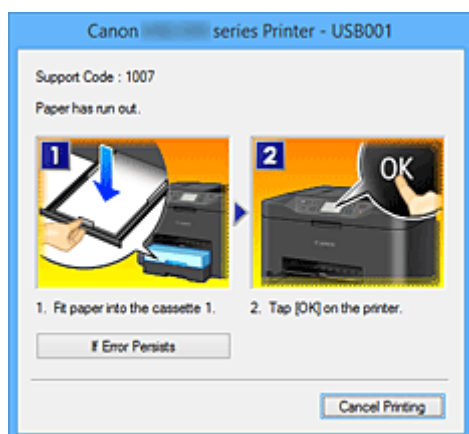 Canon series Printer - USB001
Support Code : 1007
Paper has run out.
1
2
OK
Canon
1. Fit paper into the cassette 1.
2. Tap [OK] on the printer.
If Error Persists
Cancel Printing